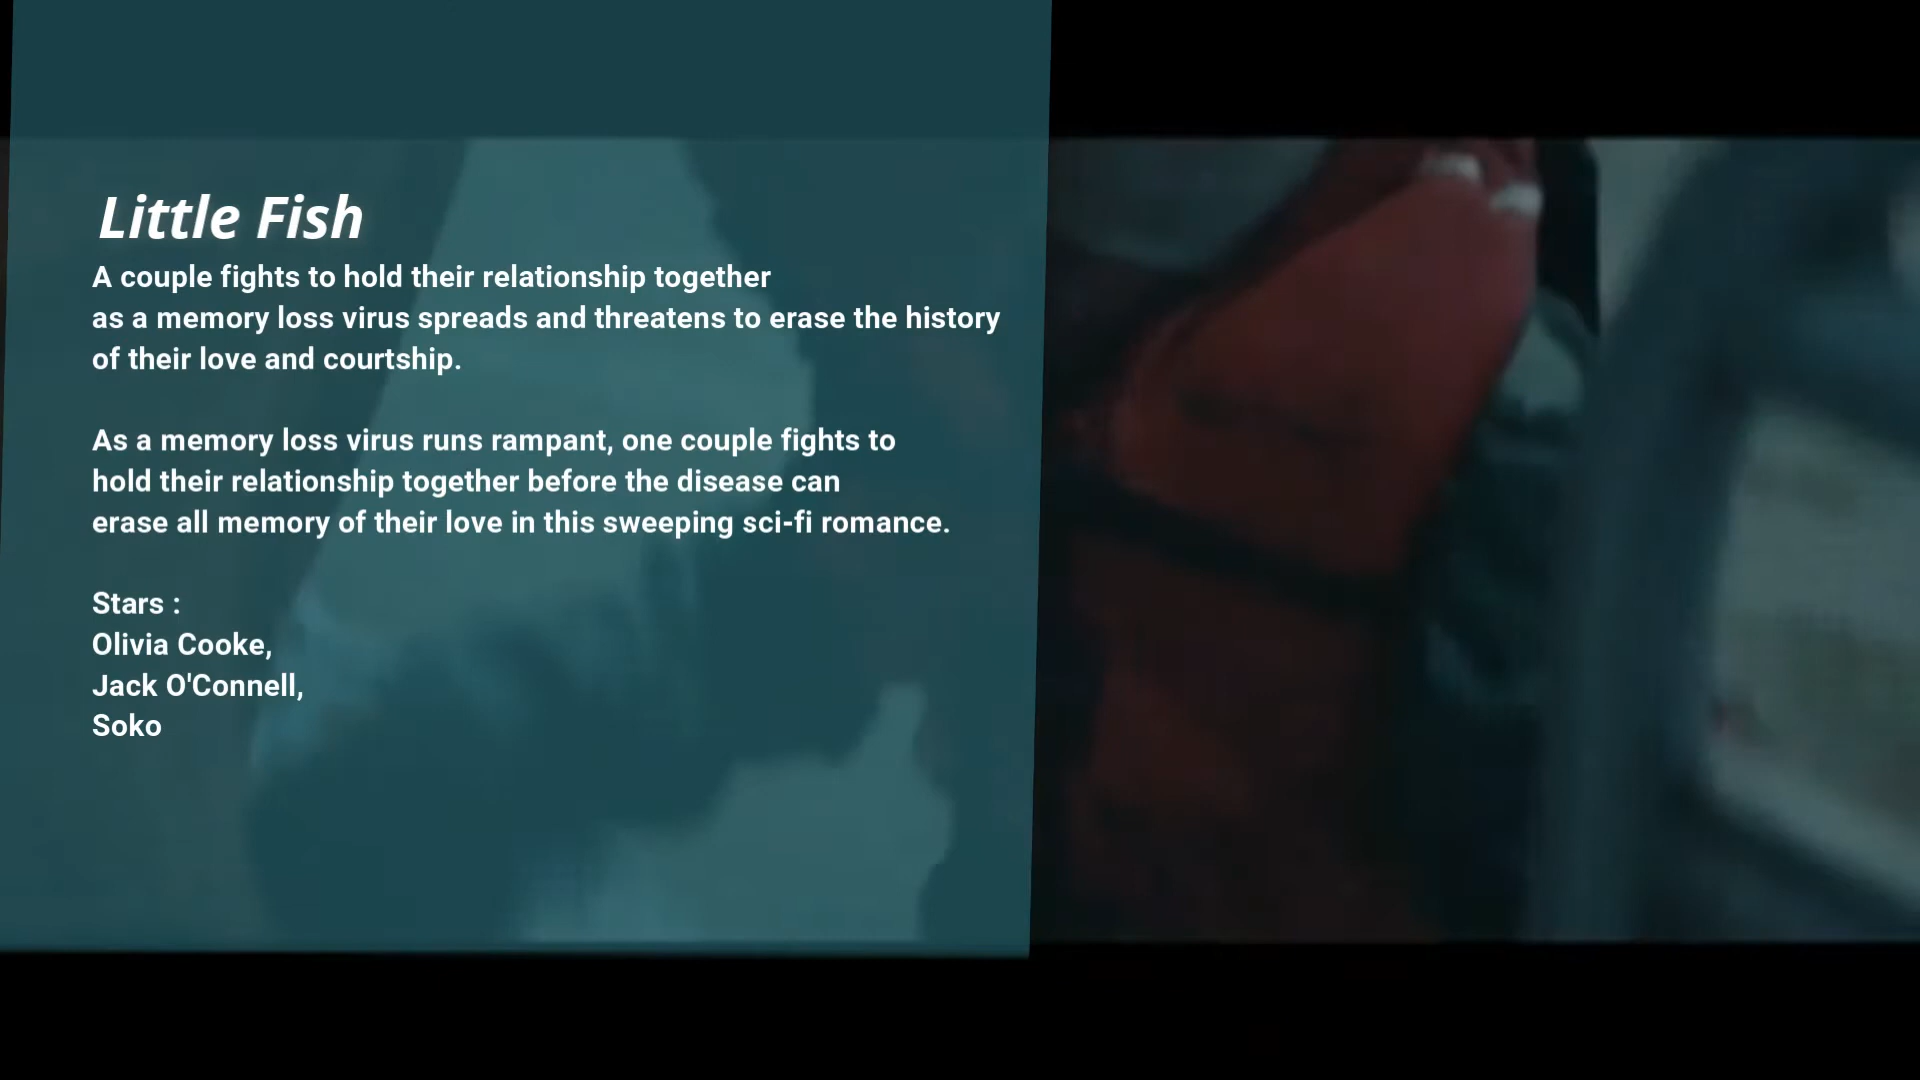 Little Fish
A couple fights to hold their relationship together
as a memory loss virus spreads and threatens to erase the history
of their love and courtship.
As a memory loss virus runs rampant, one couple fights to
hold their relationship together before the disease can
erase all memory of their love in this sweeping sci-fi romance.
Stars :
Olivia Cooke,
Jack O'Connell,
Soko